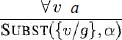 ∀v a
SUBST({v/g}, α)